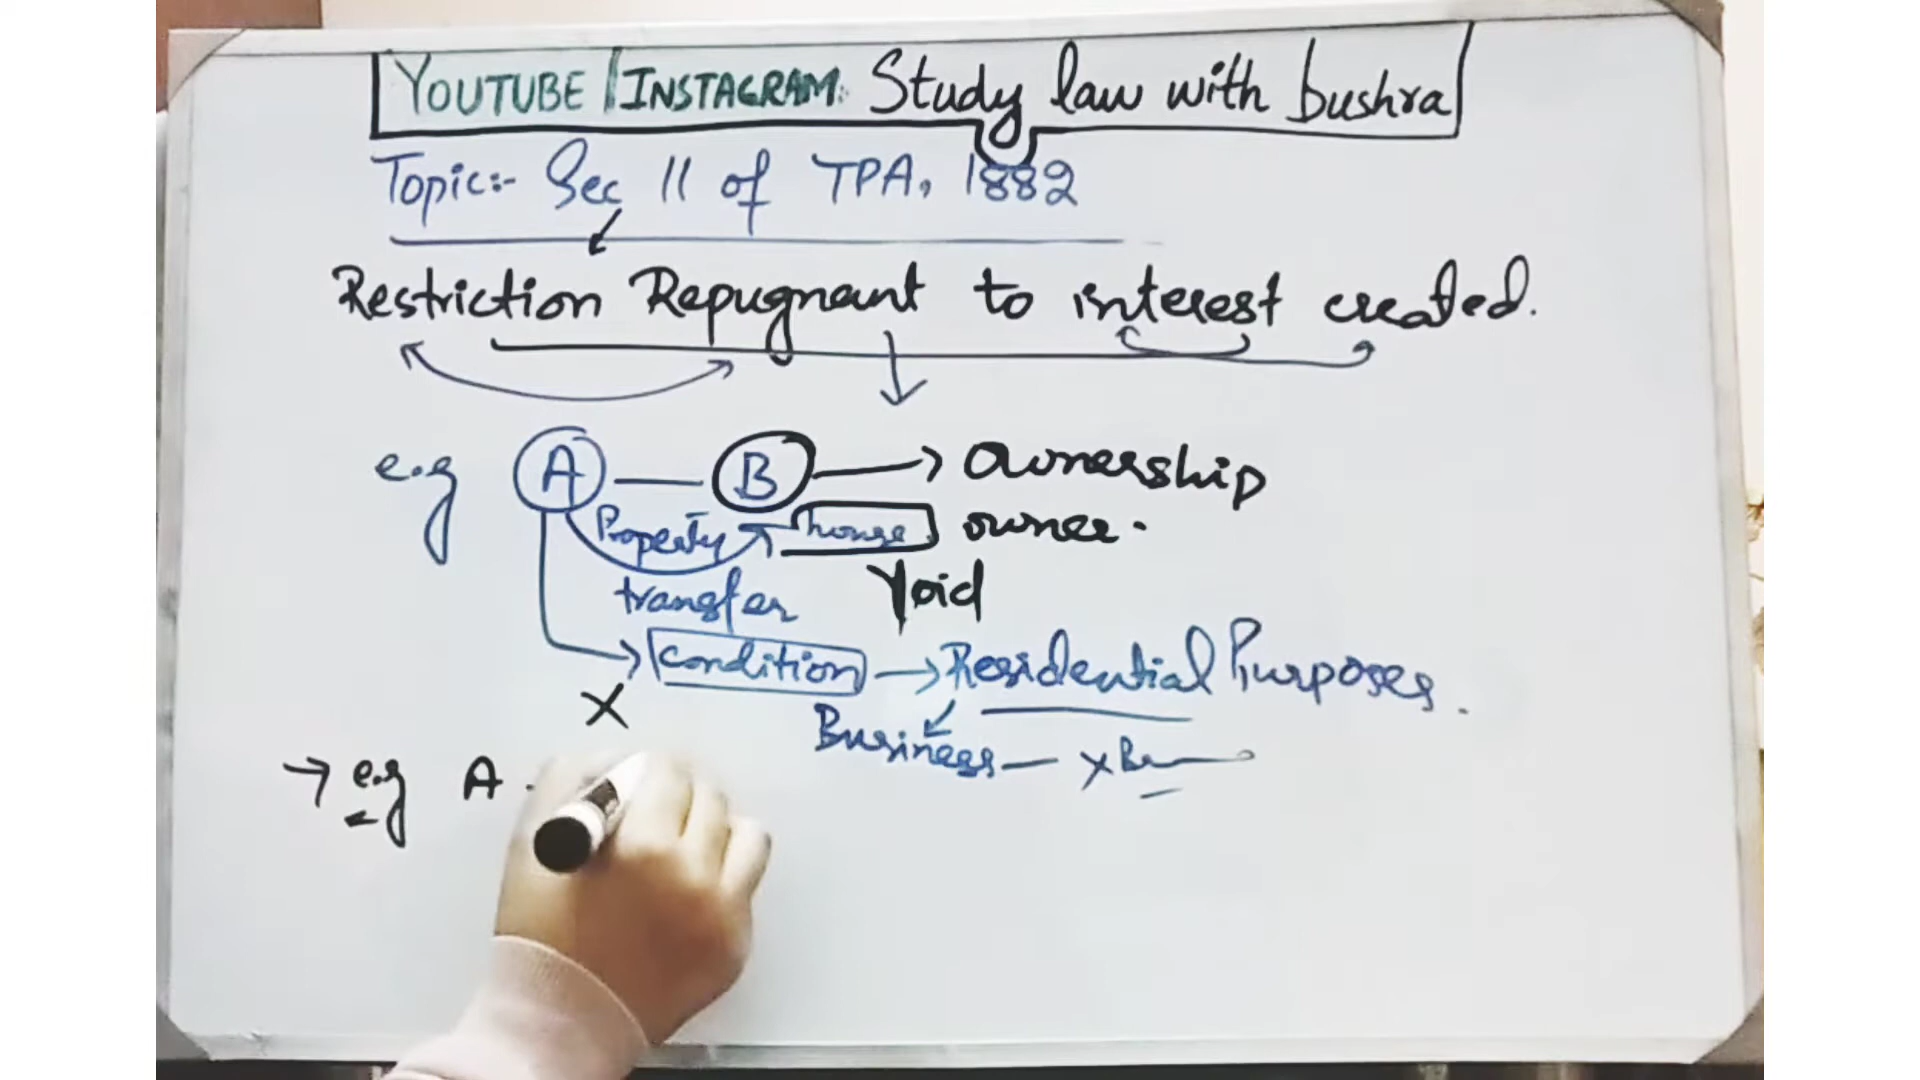 YOUTUBE/INSTAGRAM: Study law with bushra
Topic:- Sec 11 of TPA, 1882
Restriction Repugnant to interest created.
e.g A — B → Ownership
Property house owner.
transfer Void
condition → Residential Purposes.
X Business — X
→ e.g A